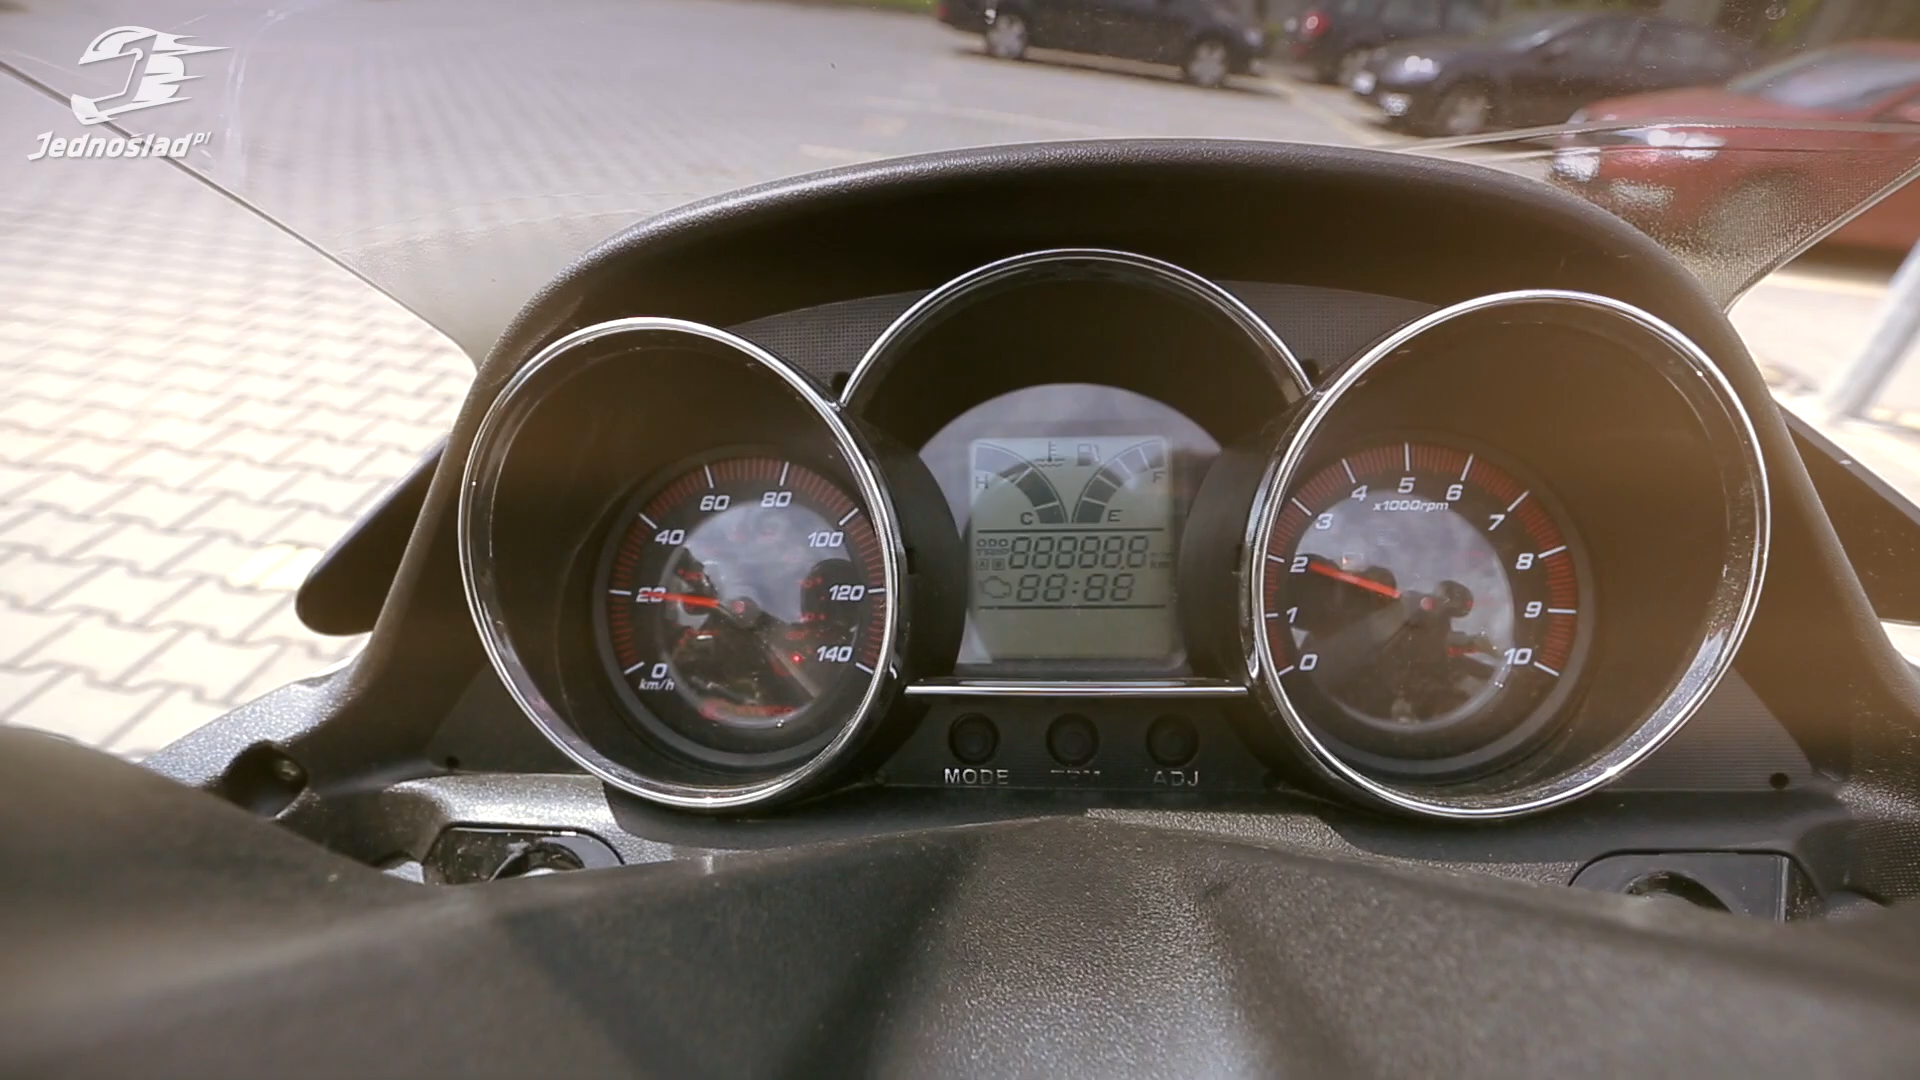 Jednoślad.pl
0 20 40 60 80 100 120 140
km/h
H C E F
ODO
TRIP 888888
A B km
88:88
0 1 2 3 4 5 6 7 8 9 10
x1000rpm
MODE ADJ